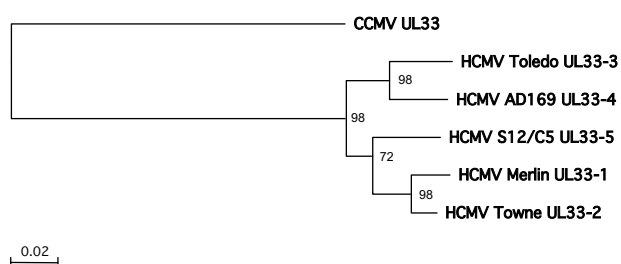 CCMV UL33
HCMV Toledo UL33-3
98
HCMV AD169 UL33-4
98
HCMV S12/C5 UL33-5
72
HCMV Merlin UL33-1
98
HCMV Towne UL33-2
0.02